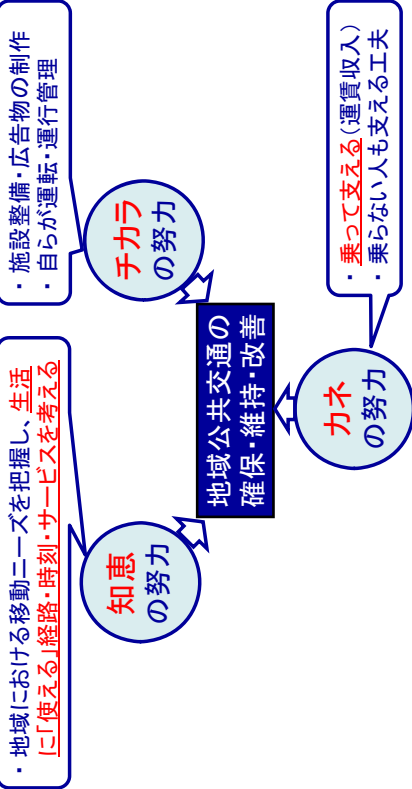 ・地域における移動ニーズを把握し、生活
に「使える」経路・時刻・サービスを考える
・施設整備・広告物の制作
・自らが運転・運行管理
知恵
の努力
チカラ
の努力
地域公共交通の
確保・維持・改善
カネ
の努力
・乗って支える(運賃収入)
・乗らない人も支える工夫